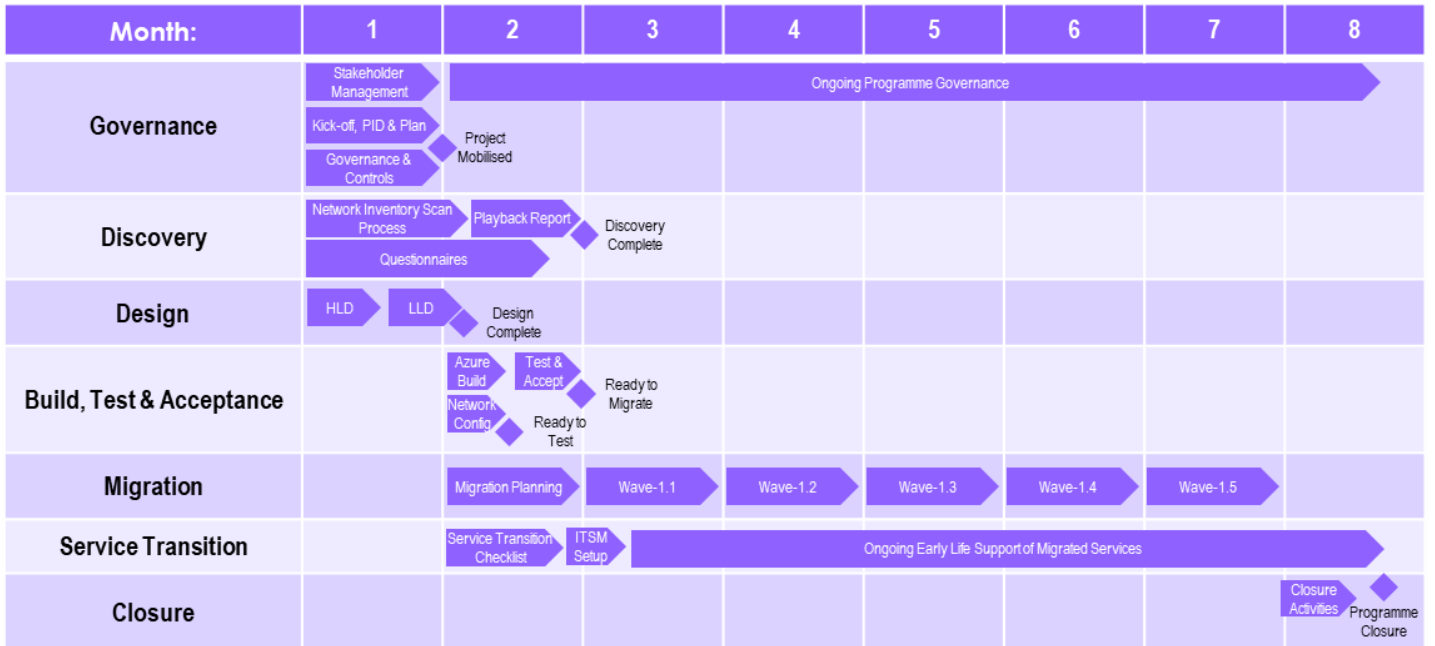 Month: 1 2 3 4 5 6 7 8
Governance
Stakeholder
Management
Ongoing Programme Governance
Kick-off, PID & Plan
Project
Mobilised
Governance &
Controls
Discovery
Network Inventory Scan
Process
Playback Report
Discovery
Complete
Questionnaires
Design
HLD
LLD
Design
Complete
Build, Test & Acceptance
Azure
Build
Test &
Accept
Ready to
Migrate
Network
Config
Ready to
Test
Migration
Migration Planning
Wave-1.1
Wave-1.2
Wave-1.3
Wave-1.4
Wave-1.5
Service Transition
Service Transition
Checklist
ITSM
Setup
Ongoing Early Life Support of Migrated Services
Closure
Closure
Activities
Programme
Closure